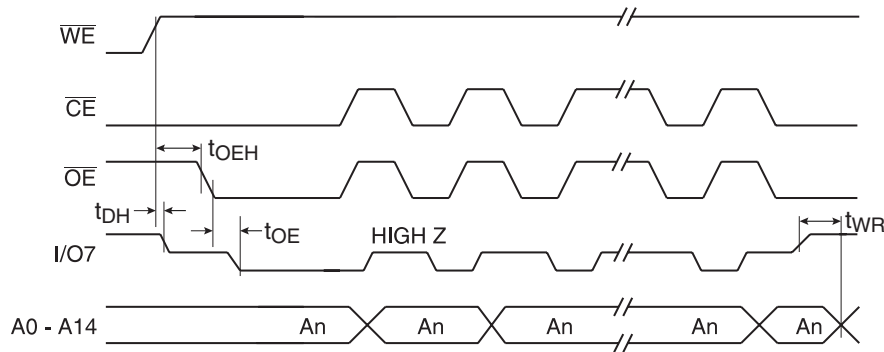 WE
CE
tOEH
OE
tDH
tOE
HIGH Z
tWR
I/O7
A0 - A14 An An An An An